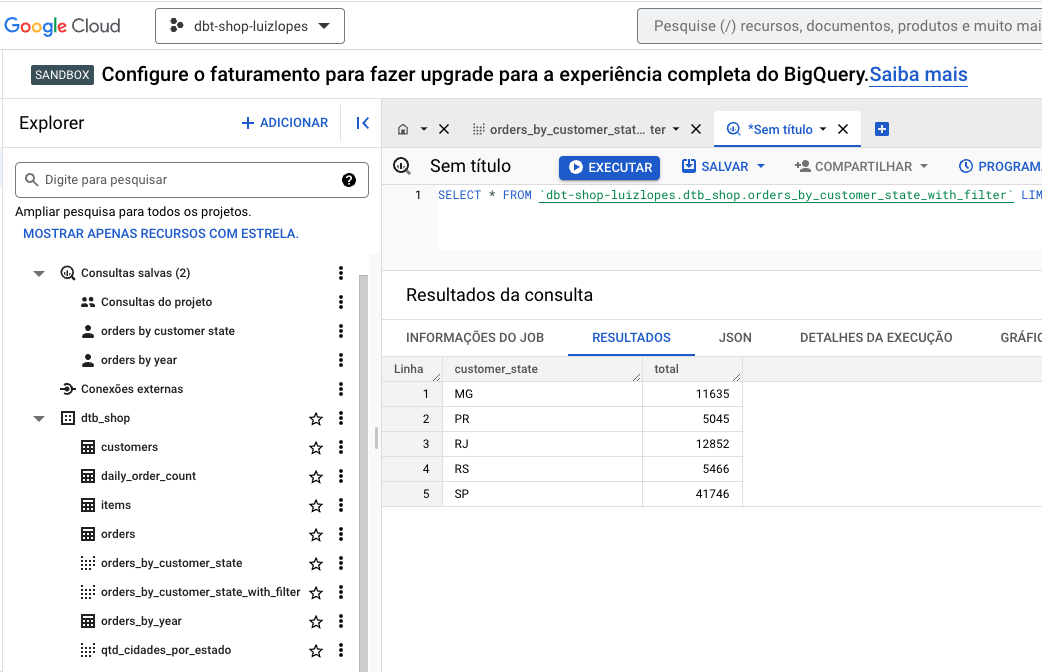 Google Cloud
dbt-shop-luizlopes
Pesquise (/) recursos, documentos, produtos e muito mai
SANDBOX Configure o faturamento para fazer upgrade para a experiência completa do BigQuery. Saiba mais
Explorer
+ ADICIONAR
Digite para pesquisar
Ampliar pesquisa para todos os projetos.
MOSTRAR APENAS RECURSOS COM ESTRELA.
Consultas salvas (2)
Consultas do projeto
orders by customer state
orders by year
Conexões externas
dtb_shop
customers
daily_order_count
items
orders
orders_by_customer_state
orders_by_customer_state_with_filter
orders_by_year
qtd_cidades_por_estado
orders_by_customer_stat... ter
*Sem título
Sem título
EXECUTAR
SALVAR
COMPARTILHAR
PROGRAMA
1 SELECT * FROM `dbt-shop-luizlopes.dtb_shop.orders_by_customer_state_with_filter` LIM
Resultados da consulta
INFORMAÇÕES DO JOB RESULTADOS JSON DETALHES DA EXECUÇÃO GRÁFIC
Linha customer_state total
1 MG 11635
2 PR 5045
3 RJ 12852
4 RS 5466
5 SP 41746